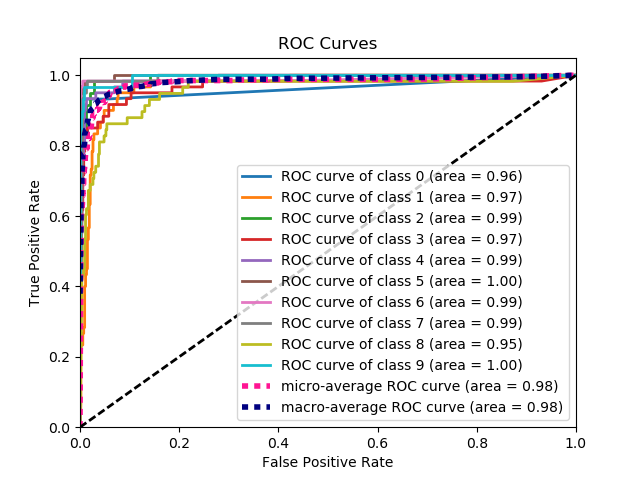 ROC Curves
1.0
0.8
0.6
0.4
0.2
0.0
True Positive Rate
ROC curve of class 0 (area = 0.96)
ROC curve of class 1 (area = 0.97)
ROC curve of class 2 (area = 0.99)
ROC curve of class 3 (area = 0.97)
ROC curve of class 4 (area = 0.99)
ROC curve of class 5 (area = 1.00)
ROC curve of class 6 (area = 0.99)
ROC curve of class 7 (area = 0.99)
ROC curve of class 8 (area = 0.95)
ROC curve of class 9 (area = 1.00)
micro-average ROC curve (area = 0.98)
macro-average ROC curve (area = 0.98)
0.0 0.2 0.4 0.6 0.8 1.0
False Positive Rate